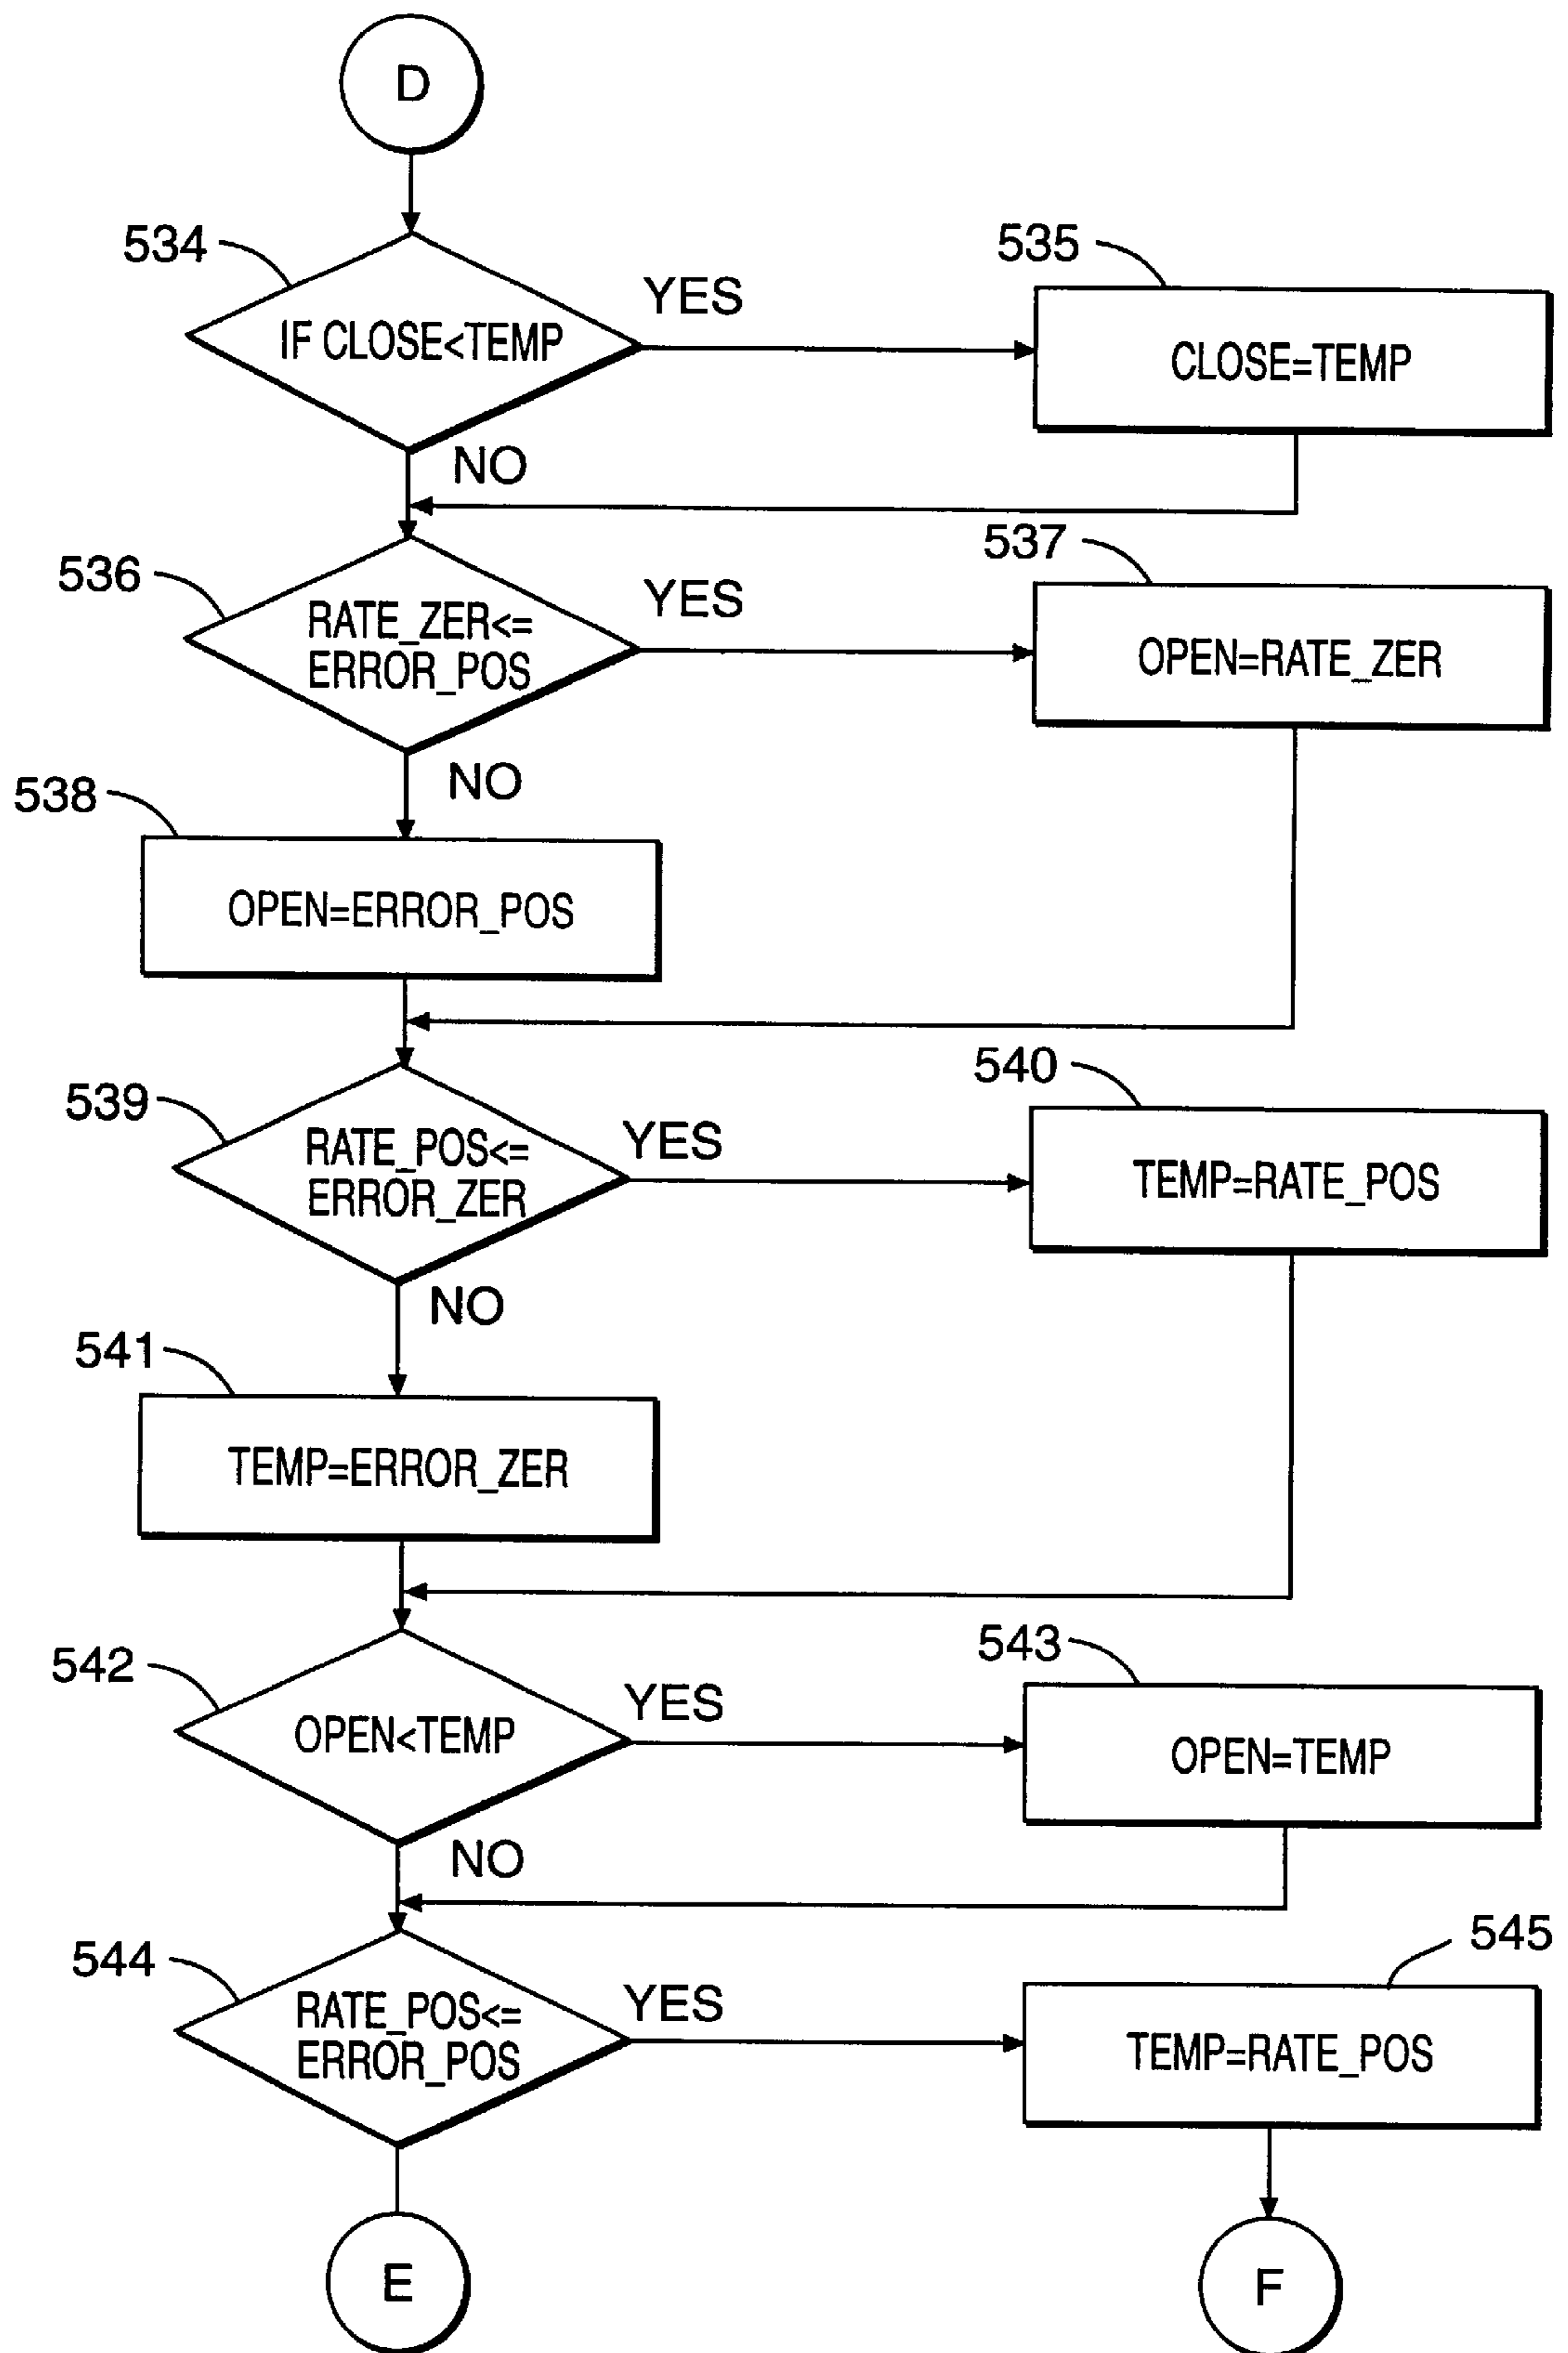 D
534
IF CLOSE<TEMP
YES
535
CLOSE=TEMP
NO
536
RATE_ZER<=
ERROR_POS
YES
537
OPEN=RATE_ZER
NO
538
OPEN=ERROR_POS
539
RATE_POS<=
ERROR_ZER
YES
540
TEMP=RATE_POS
NO
541
TEMP=ERROR_ZER
542
OPEN<TEMP
YES
543
OPEN=TEMP
NO
544
RATE_POS<=
ERROR_POS
YES
545
TEMP=RATE_POS
E
F